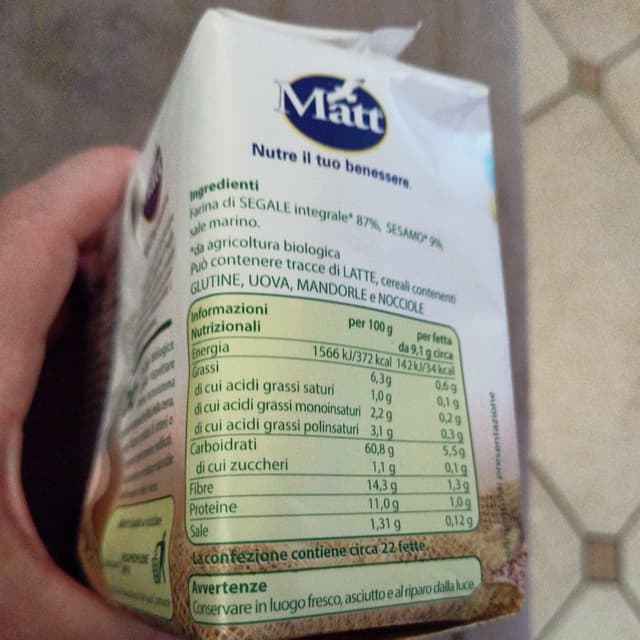 Matt
Nutre il tuo benessere.
Ingredienti
Farina di SEGALE integrale* 87%, SESAMO* 9%,
sale marino.
*da agricoltura biologica
Può contenere tracce di LATTE, cereali contenenti
GLUTINE, UOVA, MANDORLE e NOCCIOLE
Informazioni
Nutrizionali per 100 g per fetta
da 9,1 g circa
Energia 1566 kJ/372 kcal 142 kJ/34 kcal
Grassi 6,3 g 0,6 g
di cui acidi grassi saturi 1,0 g 0,1 g
di cui acidi grassi monoinsaturi 2,2 g 0,2 g
di cui acidi grassi polinsaturi 3,1 g 0,3 g
Carboidrati 60,8 g 5,5 g
di cui zuccheri 1,1 g 0,1 g
Fibre 14,3 g 1,3 g
Proteine 11,0 g 1,0 g
Sale 1,31 g 0,12 g
La confezione contiene circa 22 fette.
Avvertenze
Conservare in luogo fresco, asciutto e al riparo dalla luce.
presentazione
Matt